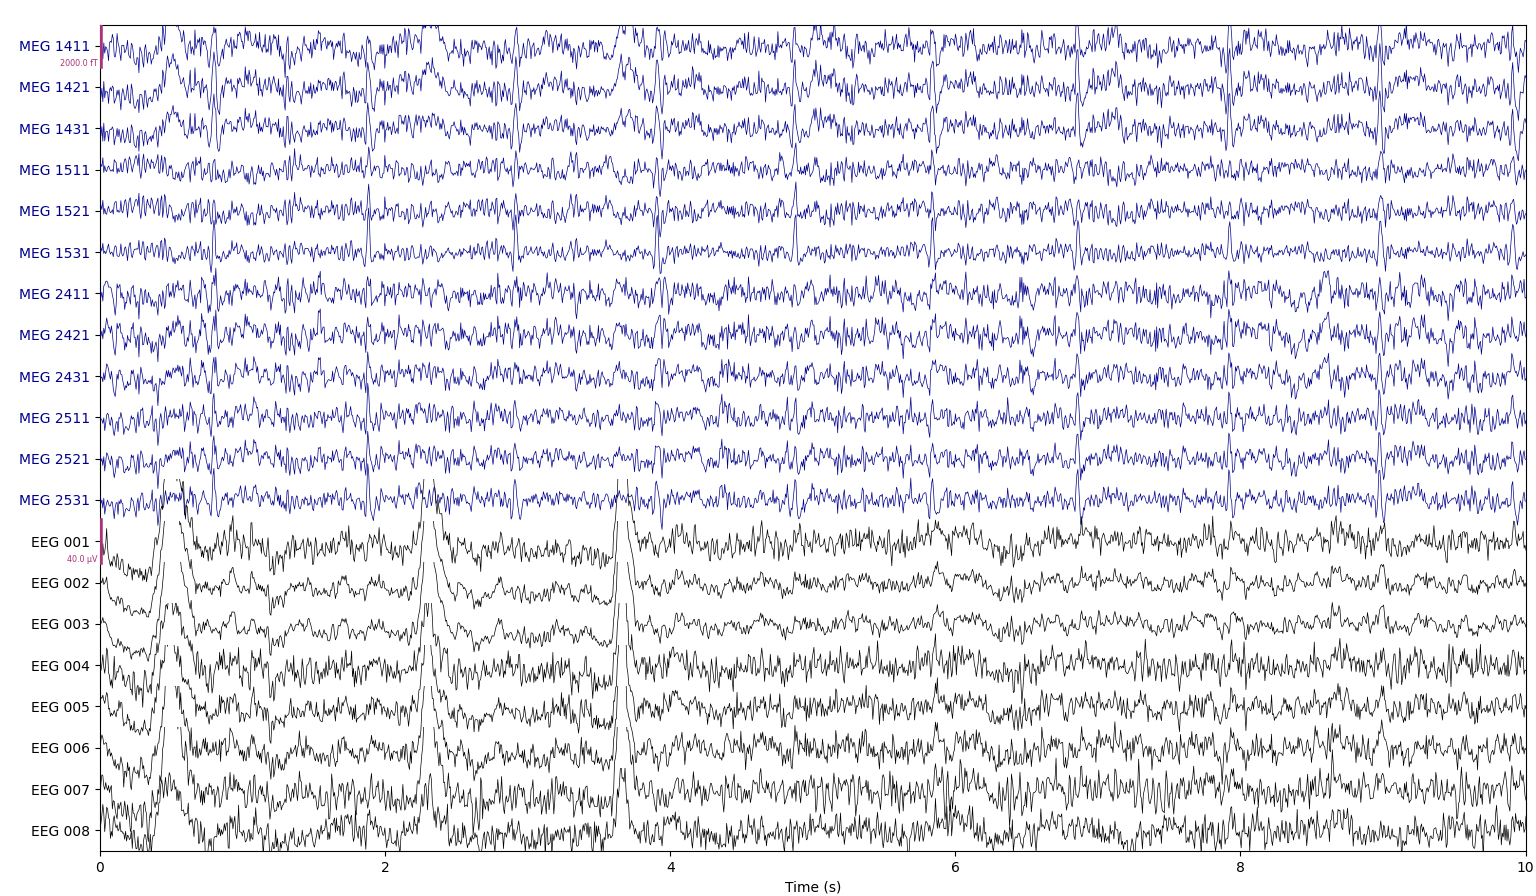 MEG 1411
2000.0 fT
MEG 1421
MEG 1431
MEG 1511
MEG 1521
MEG 1531
MEG 2411
MEG 2421
MEG 2431
MEG 2511
MEG 2521
MEG 2531
EEG 001
40.0 µV
EEG 002
EEG 003
EEG 004
EEG 005
EEG 006
EEG 007
EEG 008
0 2 4 6 8 10
Time (s)